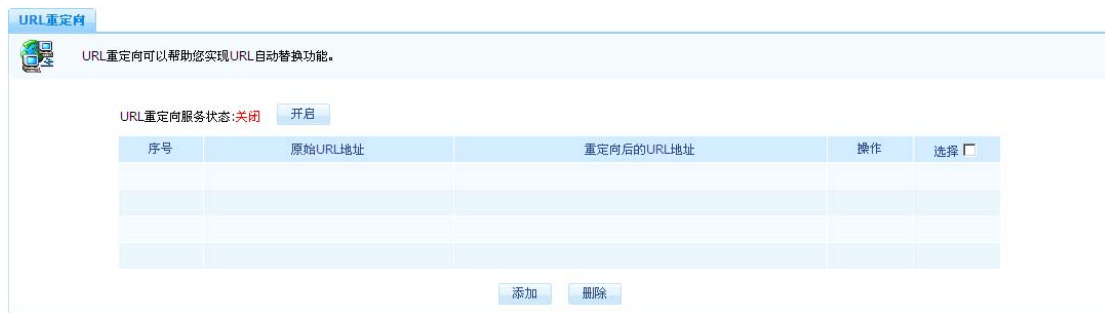 URL重定向
URL重定向可以帮助您实现URL自动替换功能。
URL重定向服务状态:关闭 开启
序号 原始URL地址 重定向后的URL地址 操作 选择
添加 删除